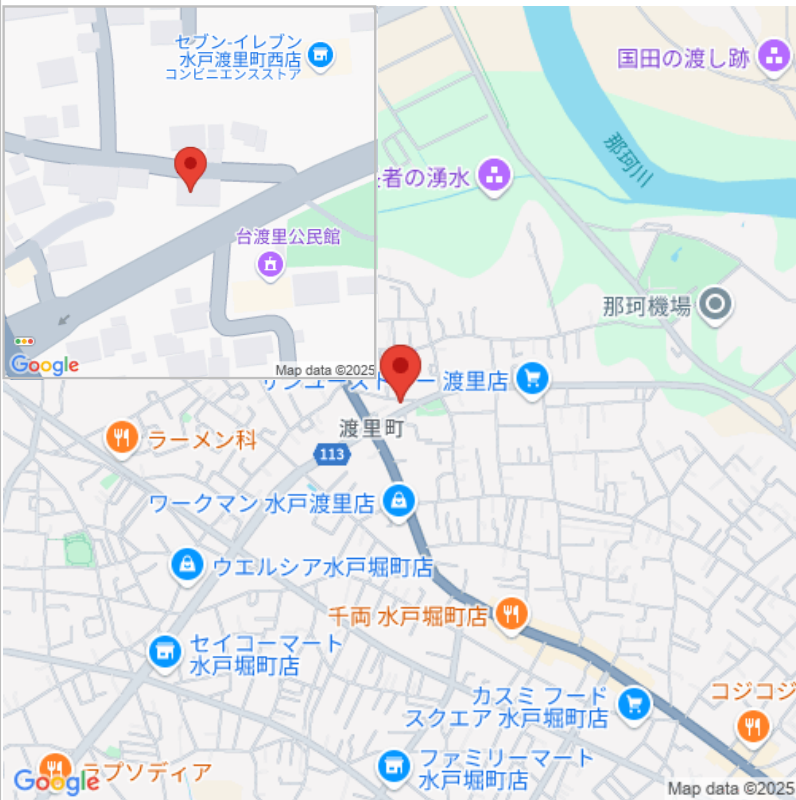 セブン-イレブン
水戸渡里町西店
コンビニエンスストア
台渡里公民館
Google
Map data ©2025
国田の渡し跡
那珂川
者の湧水
那珂機場
渡里店
渡里町
ラーメン科
113
ワークマン 水戸渡里店
ウエルシア水戸堀町店
千両 水戸堀町店
セイコーマート
水戸堀町店
カスミ フード
スクエア 水戸堀町店
コジコジ
ファミリーマート
水戸堀町店
ラプソディア
Google
Map data ©2025